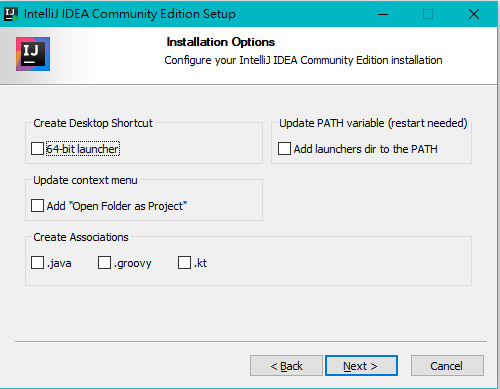 IntelliJ IDEA Community Edition Setup
IJ
Installation Options
Configure your IntelliJ IDEA Community Edition installation
Create Desktop Shortcut
64-bit launcher
Update PATH variable (restart needed)
Add launchers dir to the PATH
Update context menu
Add "Open Folder as Project"
Create Associations
.java .groovy .kt
< Back Next > Cancel